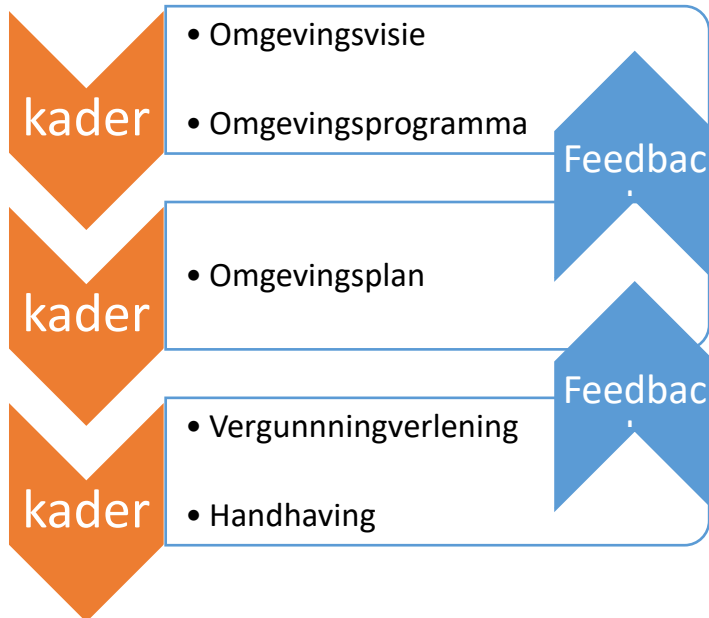 kader
• Omgevingsvisie
• Omgevingsprogramma
Feedbac
kader
• Omgevingsplan
Feedbac
kader
• Vergunnningverlening
• Handhaving